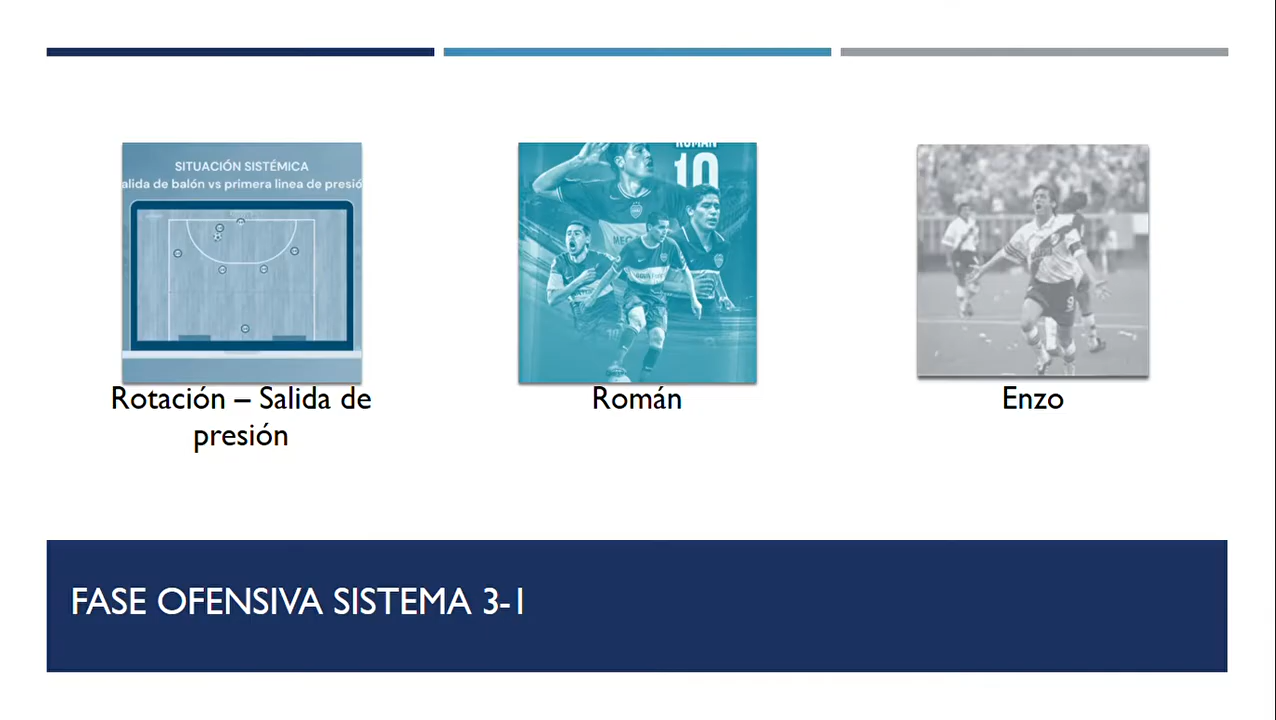 SITUACIÓN SISTÉMICA
alida de balón vs primera linea de presió
ROMÁN
10
Rotación – Salida de
presión
Román
Enzo
FASE OFENSIVA SISTEMA 3-1